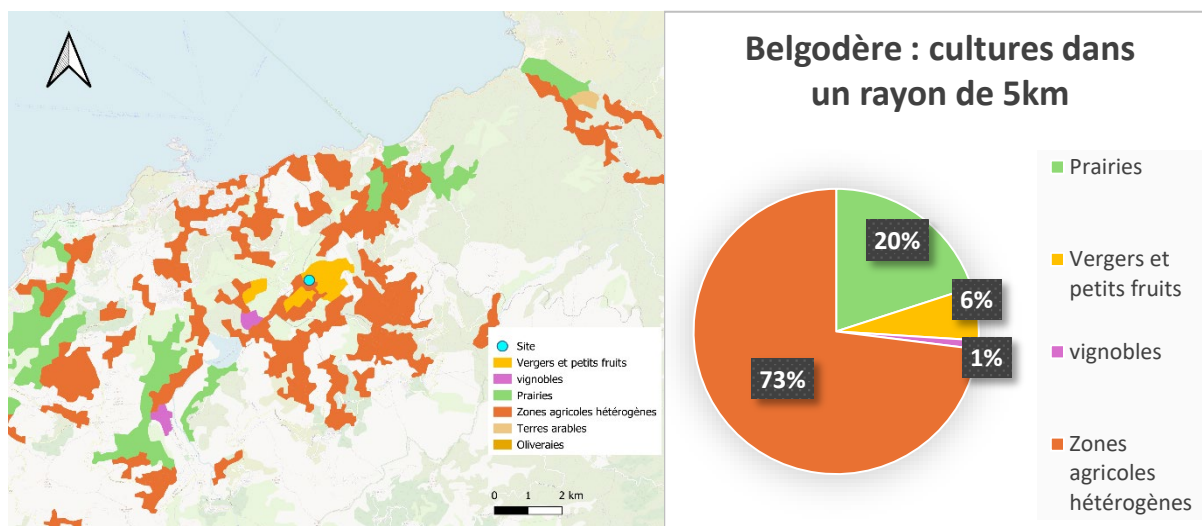 Site
Vergers et petits fruits
vignobles
Prairies
Zones agricoles hétérogènes
Terres arables
Oliveraies
0 1 2 km
Belgodère : cultures dans
un rayon de 5km
20%
6%
1%
73%
Prairies
Vergers et
petits fruits
vignobles
Zones
agricoles
hétérogènes